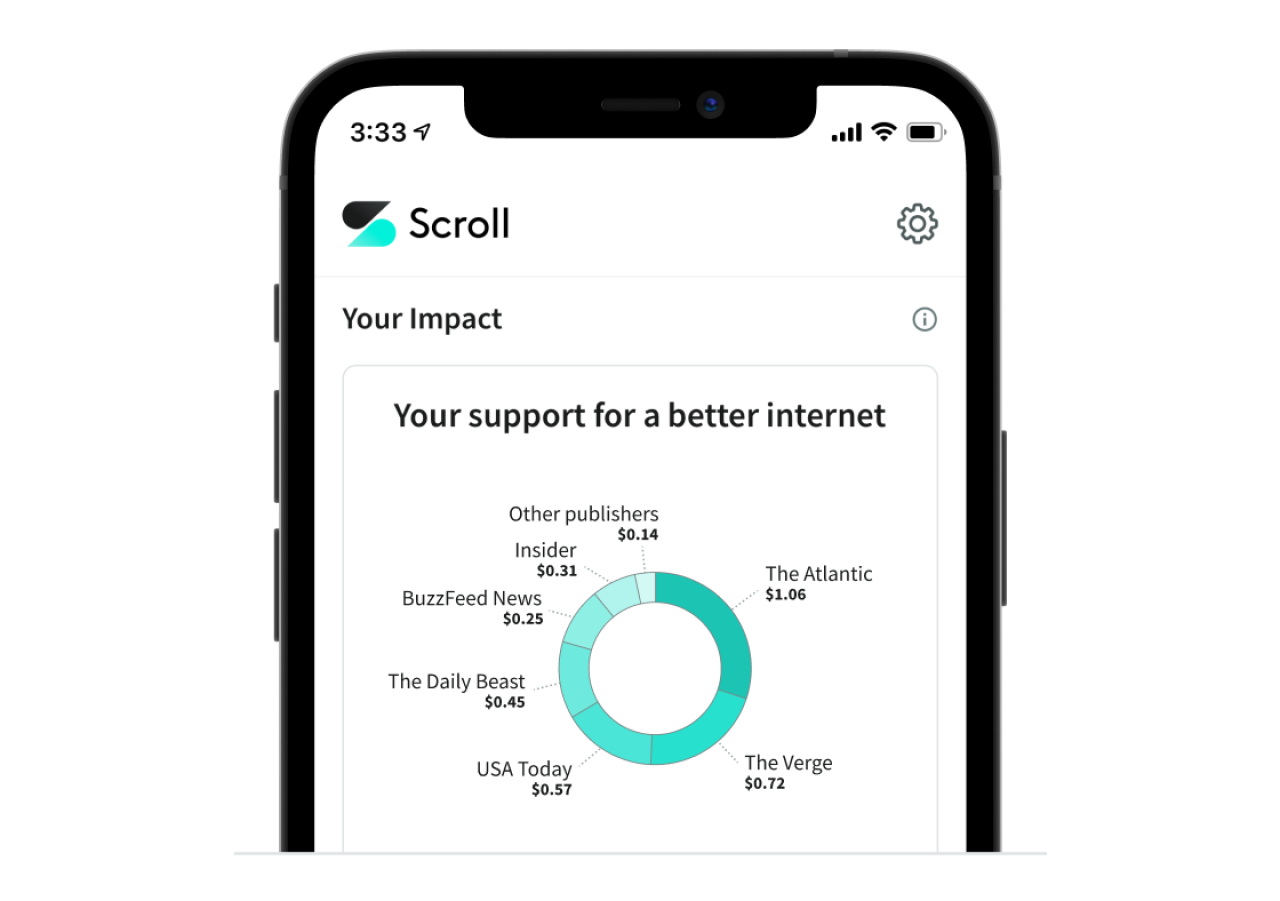 3:33
Scroll
Your Impact
Your support for a better internet
Other publishers
$0.14
Insider
$0.31
The Atlantic
$1.06
BuzzFeed News
$0.25
The Daily Beast
$0.45
The Verge
$0.72
USA Today
$0.57